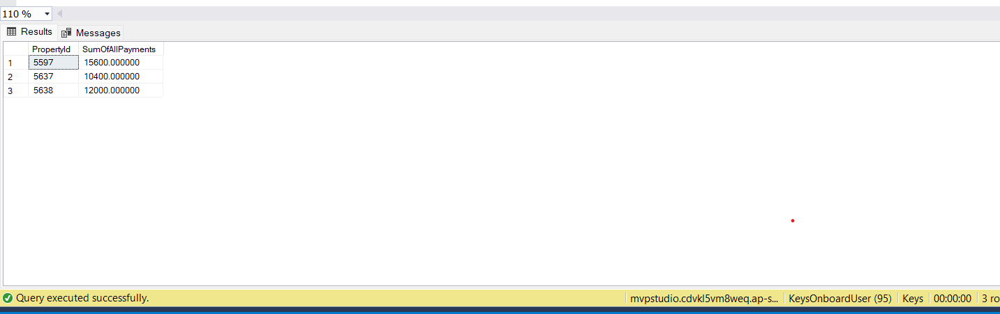 110 %
Results Messages
PropertyId SumOfAllPayments
1 5597 15600.000000
2 5637 10400.000000
3 5638 12000.000000
Query executed successfully. mvpstudio.cdvkl5vm8weq.ap-s... KeysOnboardUser (95) Keys 00:00:00 3 ro